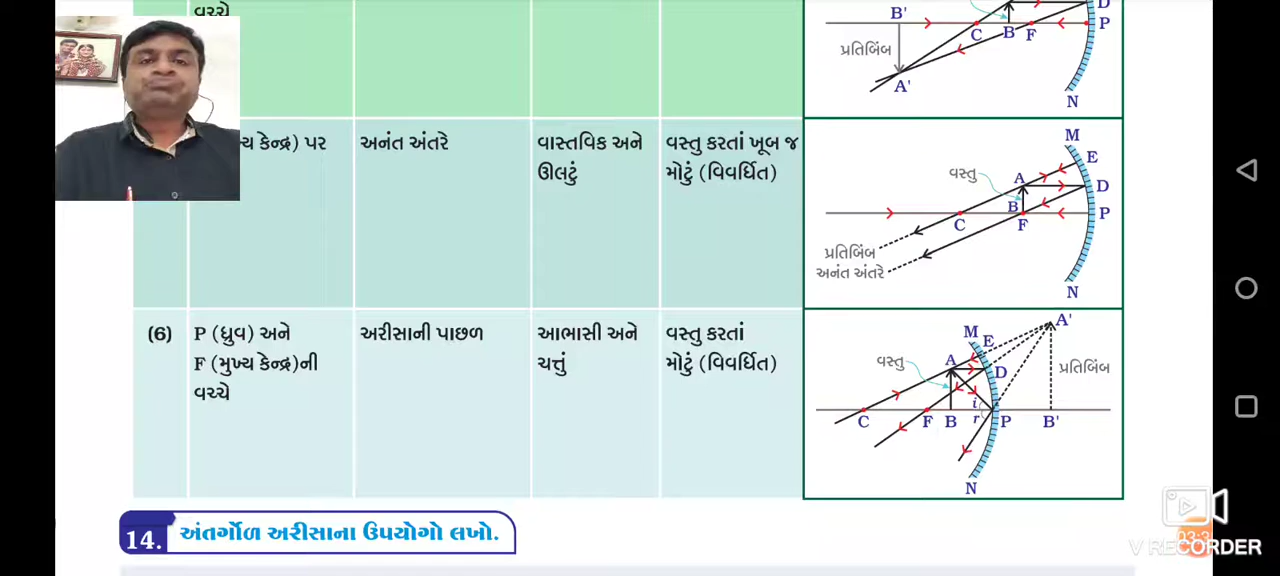 વચ્ચે
B'
C
B
F
D
P
પ્રતિબિંબ
A'
N
ય કેન્દ્ર) પર
અનંત અંતરે
વાસ્તવિક અને
ઊલટું
વસ્તુ કરતાં ખૂબ જ
મોટું (વિવર્ધિત)
M
E
વસ્તુ
A
D
B
P
C
F
પ્રતિબિંબ
અનંત અંતરે
N
(6)
P (ધ્રુવ) અને
F (મુખ્ય કેન્દ્ર)ની
વચ્ચે
અરીસાની પાછળ
આભાસી અને
ચત્તું
વસ્તુ કરતાં
મોટું (વિવર્ધિત)
A'
M
E
વસ્તુ
A
D
પ્રતિબિંબ
i
r
C
F
B
P
B'
N
14.
અંતર્ગોળ અરીસાના ઉપયોગો લખો.
V RECORDER